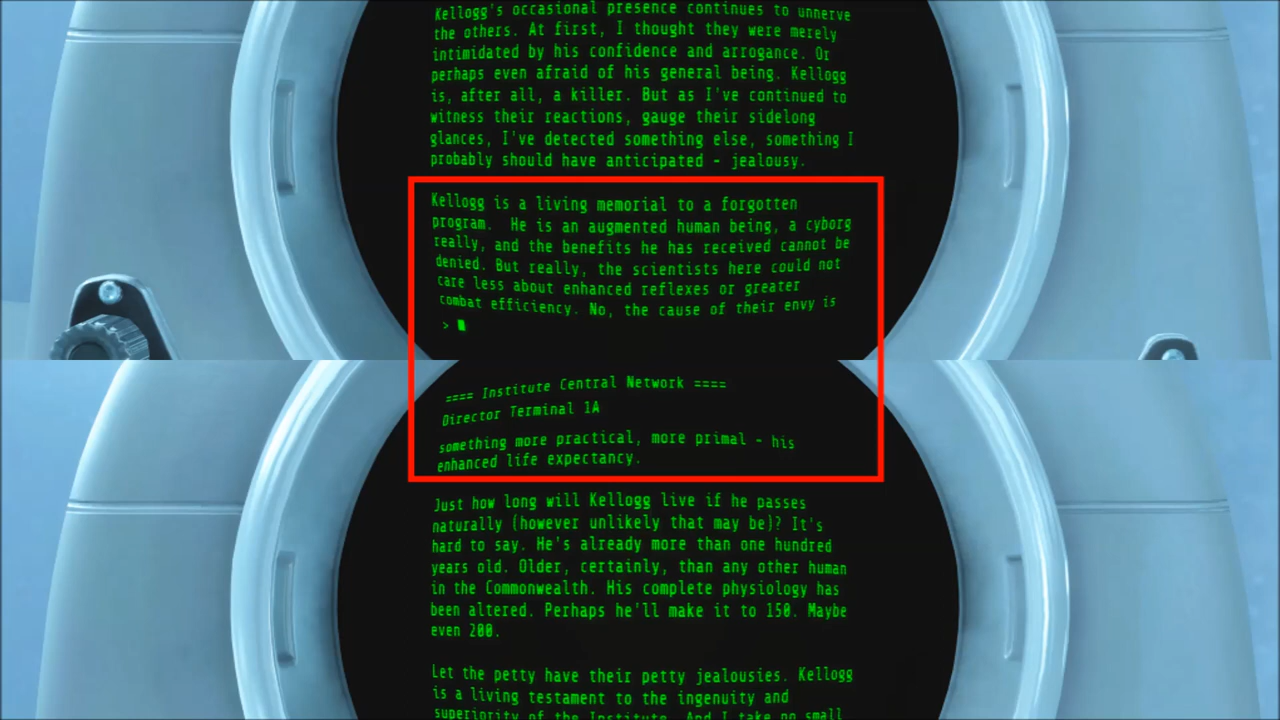 Kellogg's occasional presence continues to unnerve
the others. At first, I thought they were merely
intimidated by his confidence and arrogance. Or
perhaps even afraid of his general being. Kellogg
is, after all, a killer. But as I've continued to
witness their reactions, gauge their sidelong
glances, I've detected something else, something I
probably should have anticipated - jealousy.
Kellogg is a living memorial to a forgotten
program.  He is an augmented human being, a cyborg
really, and the benefits he has received cannot be
denied. But really, the scientists here could not
care less about enhanced reflexes or greater
combat efficiency. No, the cause of their envy is
>
==== Institute Central Network ====
Director Terminal 1A
something more practical, more primal - his
enhanced life expectancy.
Just how long will Kellogg live if he passes
naturally (however unlikely that may be)? It's
hard to say. He's already more than one hundred
years old. Older, certainly, than any other human
in the Commonwealth. His complete physiology has
been altered. Perhaps he'll make it to 150. Maybe
even 200.
Let the petty have their petty jealousies. Kellogg
is a living testament to the ingenuity and
superiority of the Institute. And I take no small